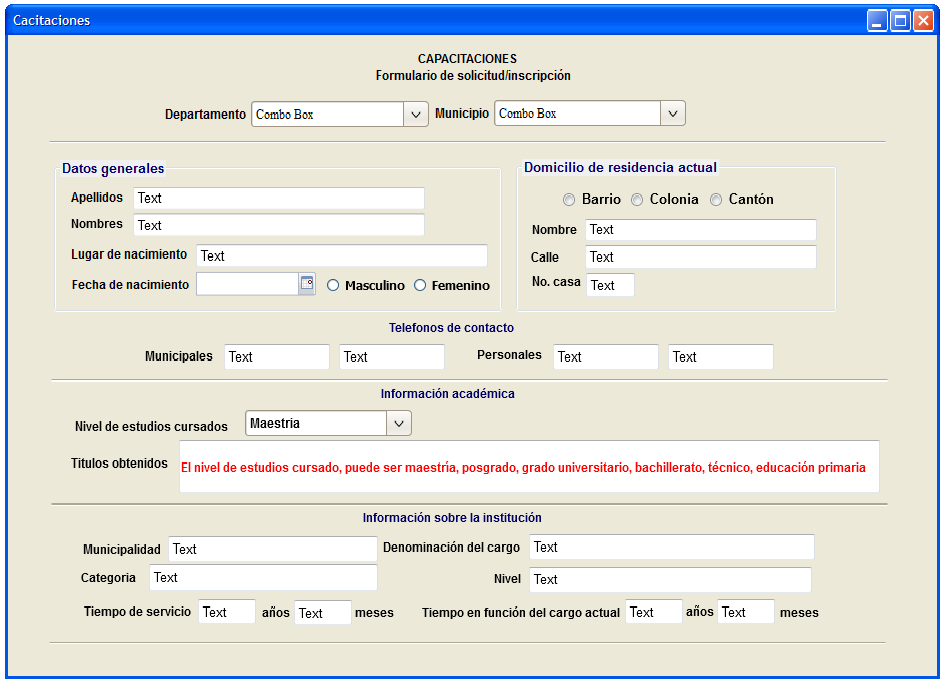 Cacitaciones
CAPACITACIONES
Formulario de solicitud/inscripción
Departamento Combo Box Municipio Combo Box
Datos generales
Apellidos Text
Nombres Text
Lugar de nacimiento Text
Fecha de nacimiento Masculino Femenino
Domicilio de residencia actual
Barrio Colonia Cantón
Nombre Text
Calle Text
No. casa Text
Telefonos de contacto
Municipales Text Text Personales Text Text
Información académica
Nivel de estudios cursados Maestria
Titulos obtenidos El nivel de estudios cursado, puede ser maestría, posgrado, grado universitario, bachillerato, técnico, educación primaria
Información sobre la institución
Municipalidad Text Denominación del cargo Text
Categoria Text Nivel Text
Tiempo de servicio Text años Text meses Tiempo en función del cargo actual Text años Text meses